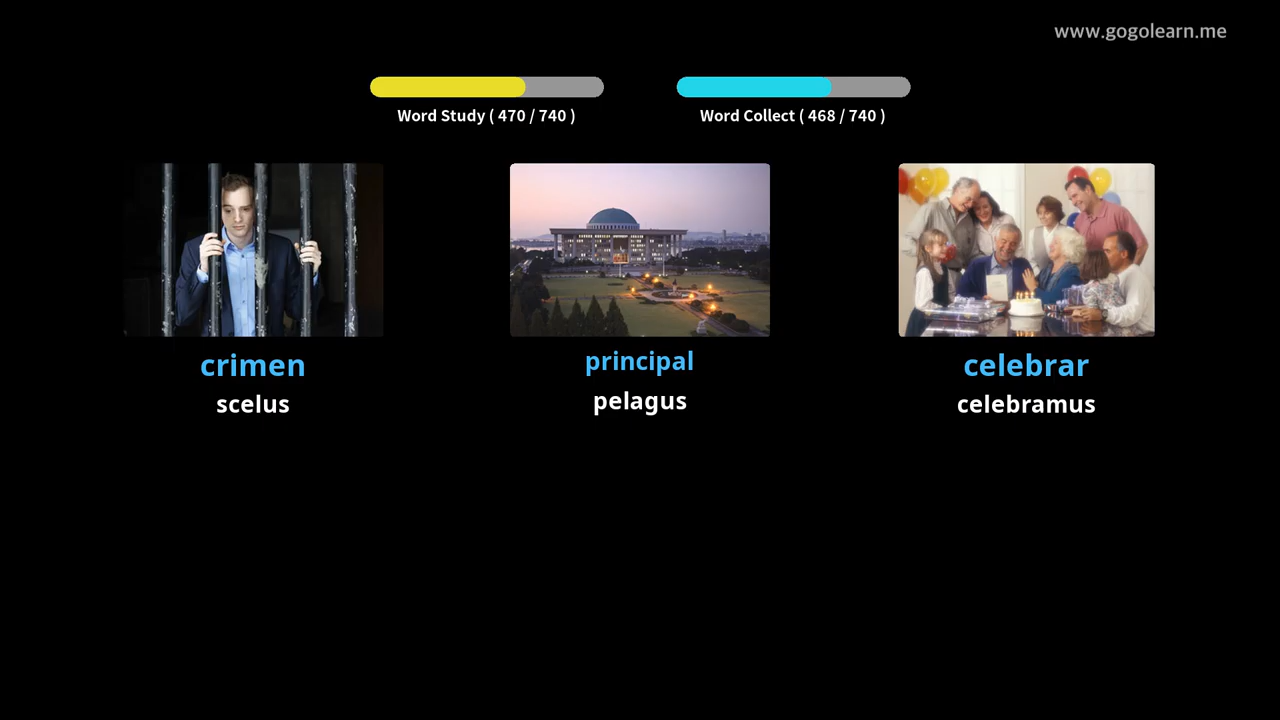 www.gogolearn.me
Word Study ( 470 / 740 )
Word Collect ( 468 / 740 )
crimen
scelus
principal
pelagus
celebrar
celebramus